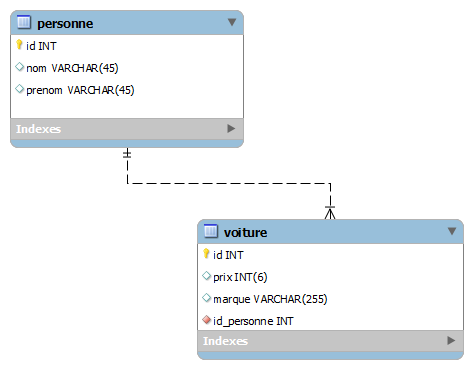 personne
id INT
nom VARCHAR(45)
prenom VARCHAR(45)
Indexes
voiture
id INT
prix INT(6)
marque VARCHAR(255)
id_personne INT
Indexes